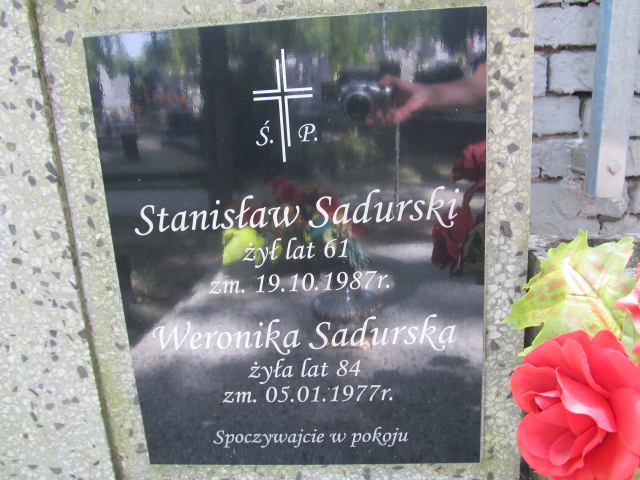 Ś. P.
Stanisław Sadurski
żył lat 61
zm. 19.10.1987r.
Weronika Sadurska
żyła lat 84
zm. 05.01.1977r.
Spoczywajcie w pokoju